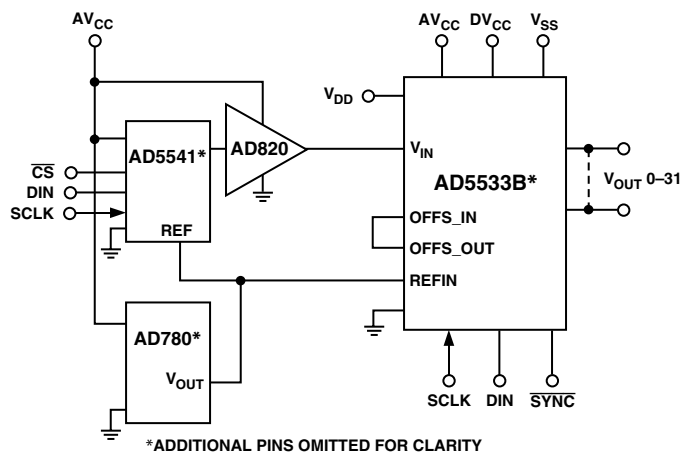 AVCC
AVCC DVCC VSS
VDD
AD5541*
AD820
CS
DIN
SCLK
REF
VIN
AD5533B*
VOUT 0–31
OFFS_IN
OFFS_OUT
REFIN
AD780*
VOUT
SCLK DIN SYNC
*ADDITIONAL PINS OMITTED FOR CLARITY